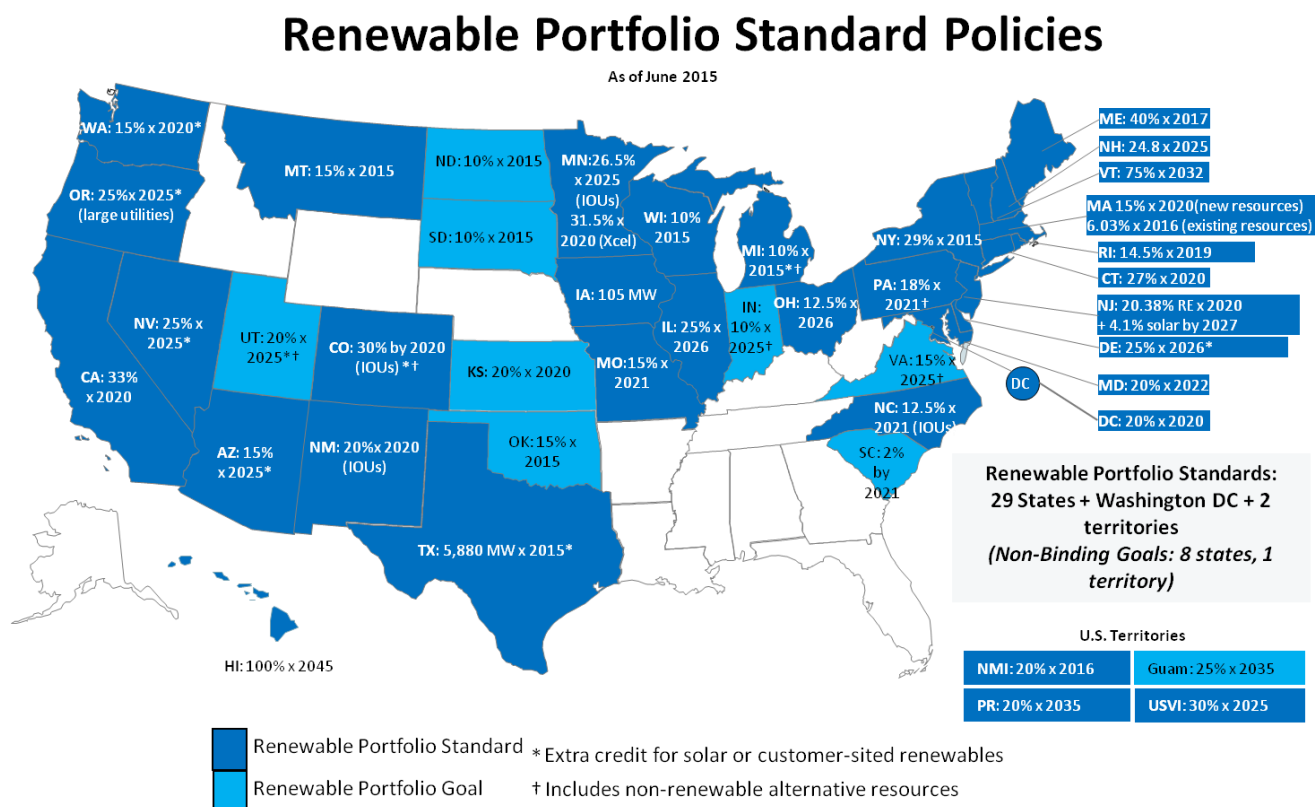 Renewable Portfolio Standard Policies
As of June 2015
WA: 15% x 2020*
OR: 25%x 2025*
(large utilities)
CA: 33%
x 2020
NV: 25% x
2025*
MT: 15% x 2015
UT: 20% x
2025*†
AZ: 15%
x 2025*
CO: 30% by 2020
(IOUs) *†
NM: 20%x 2020
(IOUs)
ND: 10% x 2015
SD: 10% x 2015
KS: 20% x 2020
OK: 15% x
2015
TX: 5,880 MW x 2015*
MN:26.5%
x 2025
(IOUs)
31.5% x
2020 (Xcel)
IA: 105 MW
MO:15% x
2021
WI: 10%
2015
IL: 25% x
2026
MI: 10% x
2015*†
IN:
10% x
2025†
OH: 12.5% x
2026
NY: 29% x 2015
PA: 18% x
2021†
VA: 15% x
2025†
NC: 12.5% x
2021 (IOUs)
SC: 2%
by
2021
HI: 100% x 2045
ME: 40% x 2017
NH: 24.8 x 2025
VT: 75% x 2032
MA 15% x 2020(new resources)
6.03% x 2016 (existing resources)
RI: 14.5% x 2019
CT: 27% x 2020
NJ: 20.38% RE x 2020
+ 4.1% solar by 2027
DE: 25% x 2026*
MD: 20% x 2022
DC
DC: 20% x 2020
Renewable Portfolio Standards:
29 States + Washington DC + 2
territories
(Non-Binding Goals: 8 states, 1
territory)
U.S. Territories
NMI: 20% x 2016
Guam: 25% x 2035
PR: 20% x 2035
USVI: 30% x 2025
Renewable Portfolio Standard
* Extra credit for solar or customer-sited renewables
Renewable Portfolio Goal
† Includes non-renewable alternative resources